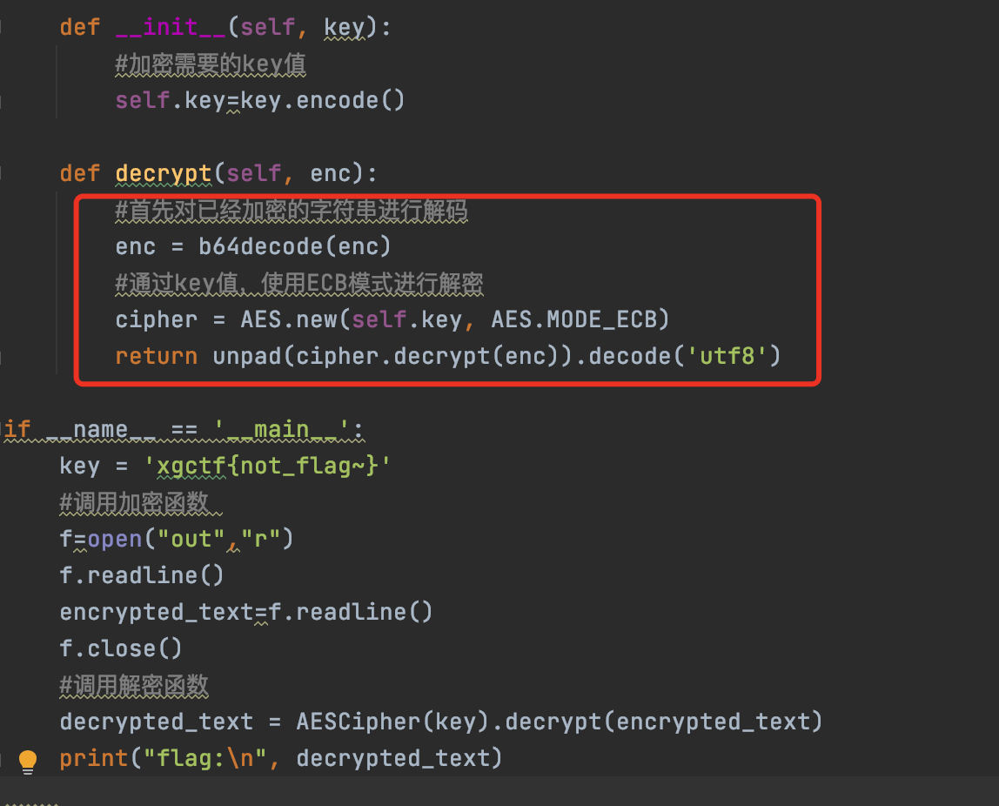 def __init__(self, key):
#加密需要的key值
self.key=key.encode()
def decrypt(self, enc):
#首先对已经加密的字符串进行解码
enc = b64decode(enc)
#通过key值，使用ECB模式进行解密
cipher = AES.new(self.key, AES.MODE_ECB)
return unpad(cipher.decrypt(enc)).decode('utf8')
if __name__ == '__main__':
key = 'xgctf{not_flag~}'
#调用加密函数
f=open("out","r")
f.readline()
encrypted_text=f.readline()
f.close()
#调用解密函数
decrypted_text = AESCipher(key).decrypt(encrypted_text)
print("flag:\n", decrypted_text)